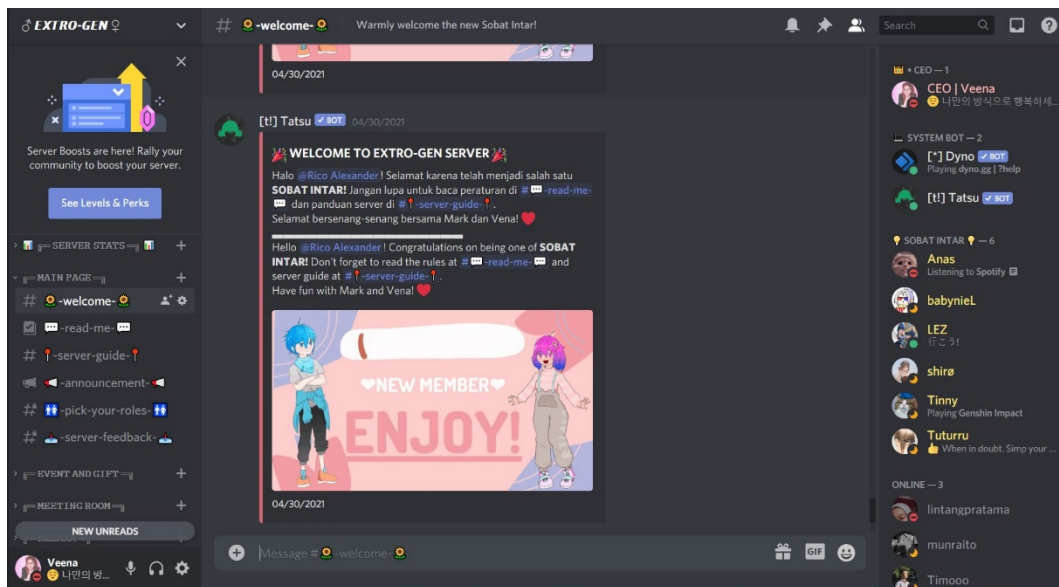 ♂ EXTRO-GEN ♀
Server Boosts are here! Rally your
community to boost your server.
See Levels & Perks
📊 ╔═ SERVER STATS ═╗ 📊
╔═ MAIN PAGE ═╗
# 🌻-welcome-🌻
💬-read-me-💬
# 📍-server-guide-📍
📢-announcement-📢
# 🚻-pick-your-roles-🚻
# 📥-server-feedback-📥
╔═ EVENT AND GIFT ═╗
╔═ MEETING ROOM ═╗
NEW UNREADS
Veena
😌 나만의 방...
# 🌻-welcome-🌻
Warmly welcome the new Sobat Intar!
04/30/2021
[t!] Tatsu ✔ BOT 04/30/2021
🎉 WELCOME TO EXTRO-GEN SERVER 🎉
Halo @Rico Alexander! Selamat karena telah menjadi salah satu
SOBAT INTAR! Jangan lupa untuk baca peraturan di #💬-read-me-
💬 dan panduan server di #📍-server-guide-📍.
Selamat bersenang-senang bersama Mark dan Vena! ❤️
Hello @Rico Alexander! Congratulations on being one of SOBAT
INTAR! Don't forget to read the rules at #💬-read-me-💬 and
server guide at #📍-server-guide-📍.
Have fun with Mark and Vena! ❤️
❤NEW MEMBER❤
ENJOY!
04/30/2021
Message #🌻-welcome-🌻
GIF
Search
👑 • CEO — 1
CEO | Veena
😌 나만의 방식으로 행복하세...
💻 SYSTEM BOT — 2
[*] Dyno ✔ BOT
Playing dyno.gg | ?help
[t!] Tatsu ✔ BOT
💡 SOBAT INTAR 💡 — 6
Anas
Listening to Spotify
babynieL
LEZ
行こう!
shirø
Tinny
Playing Genshin Impact
Tuturru
👍 When in doubt. Simp your ...
ONLINE — 3
lintangpratama
munraito
Timooo